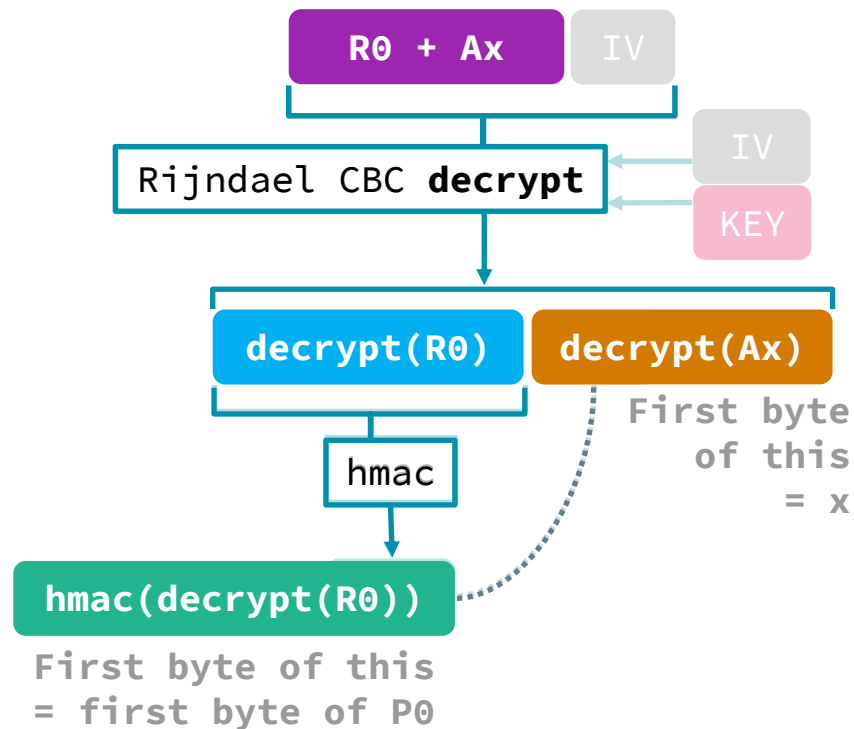 R0 + Ax IV
IV
Rijndael CBC decrypt
KEY
decrypt(R0) decrypt(Ax)
First byte
of this
= x
hmac
hmac(decrypt(R0))
First byte of this
= first byte of P0